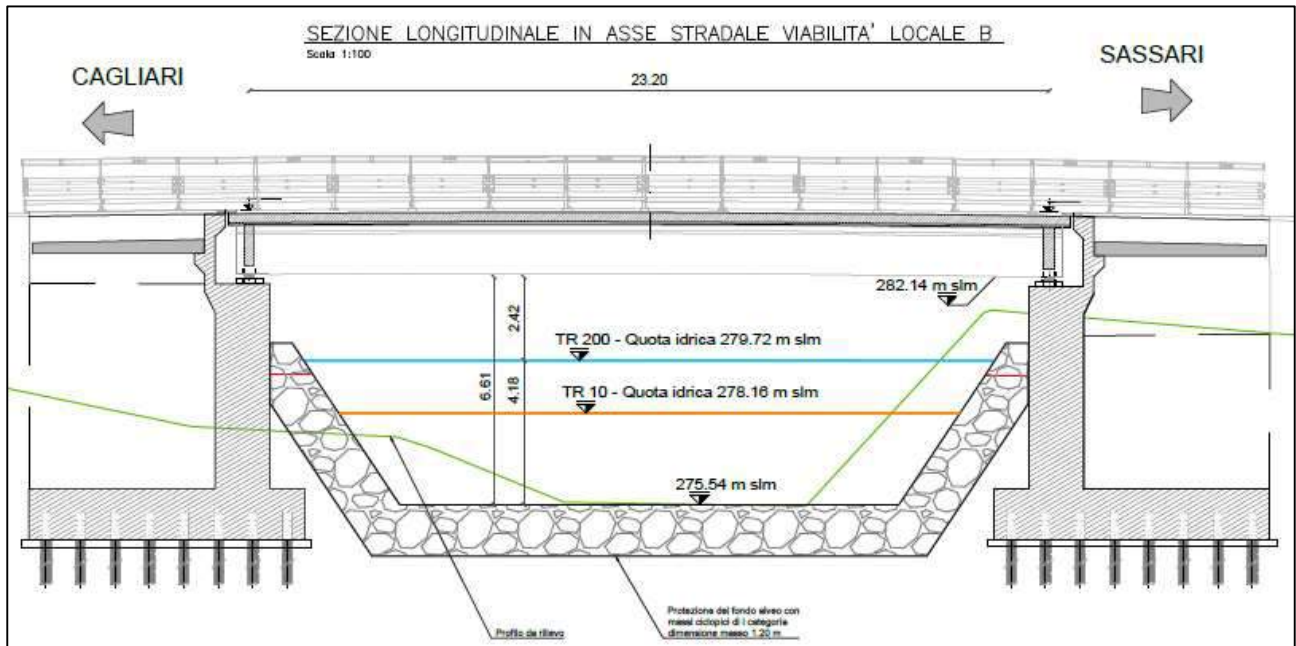 SEZIONE LONGITUDINALE IN ASSE STRADALE VIABILITA' LOCALE B
Scala 1:100
CAGLIARI
SASSARI
23.20
282.14 m slm
2.42
TR 200 - Quota idrica 279.72 m slm
6.61
4.18
TR 10 - Quota idrica 278.16 m slm
275.54 m slm
Profilo da rilievo
Protezione del fondo alveo con
massi ciclopici di I categoria
dimensione masso 1.20 m